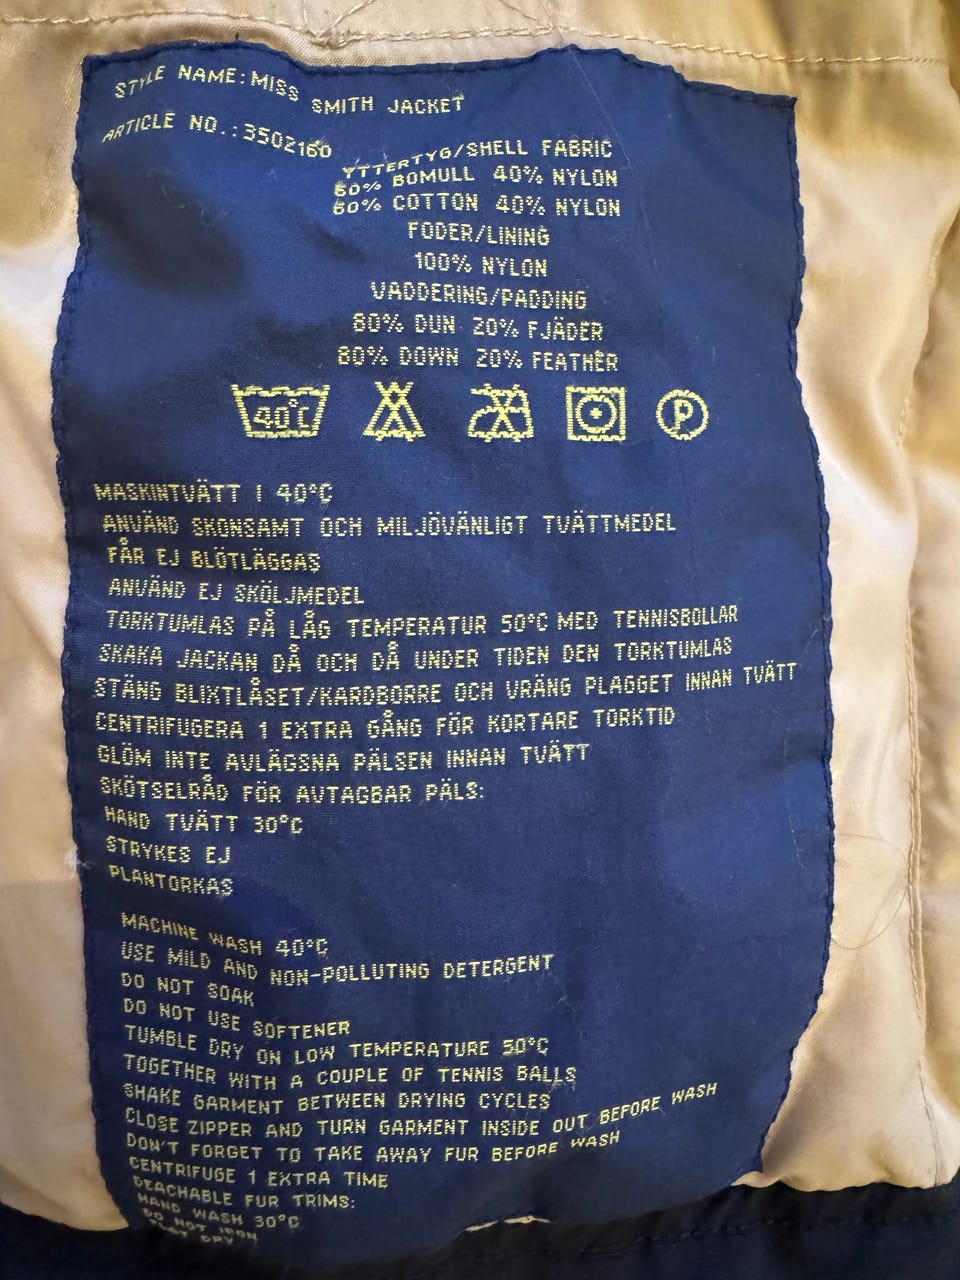 STYLE NAME:MISS SMITH JACKET
ARTICLE NO.:3502160
YTTERTYG/SHELL FABRIC
60% BOMULL 40% NYLON
60% COTTON 40% NYLON
FODER/LINING
100% NYLON
VADDERING/PADDING
80% DUN 20% FJÄDER
80% DOWN 20% FEATHER
40°C P
MASKINTVÄTT I 40°C
ANVÄND SKONSAMT OCH MILJÖVÄNLIGT TVÄTTMEDEL
FÅR EJ BLÖTLÄGGAS
ANVÄND EJ SKÖLJMEDEL
TORKTUMLAS PÅ LÅG TEMPERATUR 50°C MED TENNISBOLLAR
SKAKA JACKAN DÅ OCH DÅ UNDER TIDEN DEN TORKTUMLAS
STÄNG BLIXTLÅSET/KARDBORRE OCH VRÄNG PLAGGET INNAN TVÄTT
CENTRIFUGERA 1 EXTRA GÅNG FÖR KORTARE TORKTID
GLÖM INTE AVLÄGSNA PÄLSEN INNAN TVÄTT
SKÖTSELRÅD FÖR AVTAGBAR PÄLS:
HAND TVÄTT 30°C
STRYKES EJ
PLANTORKAS
MACHINE WASH 40°C
USE MILD AND NON-POLLUTING DETERGENT
DO NOT SOAK
DO NOT USE SOFTENER
TUMBLE DRY ON LOW TEMPERATURE 50°C
TOGETHER WITH A COUPLE OF TENNIS BALLS
SHAKE GARMENT BETWEEN DRYING CYCLES
CLOSE ZIPPER AND TURN GARMENT INSIDE OUT BEFORE WASH
DON'T FORGET TO TAKE AWAY FUR BEFORE WASH
CENTRIFUGE 1 EXTRA TIME
DEACHABLE FUR TRIMS:
HAND WASH 30°C
DO NOT IRON
FLAT DRY